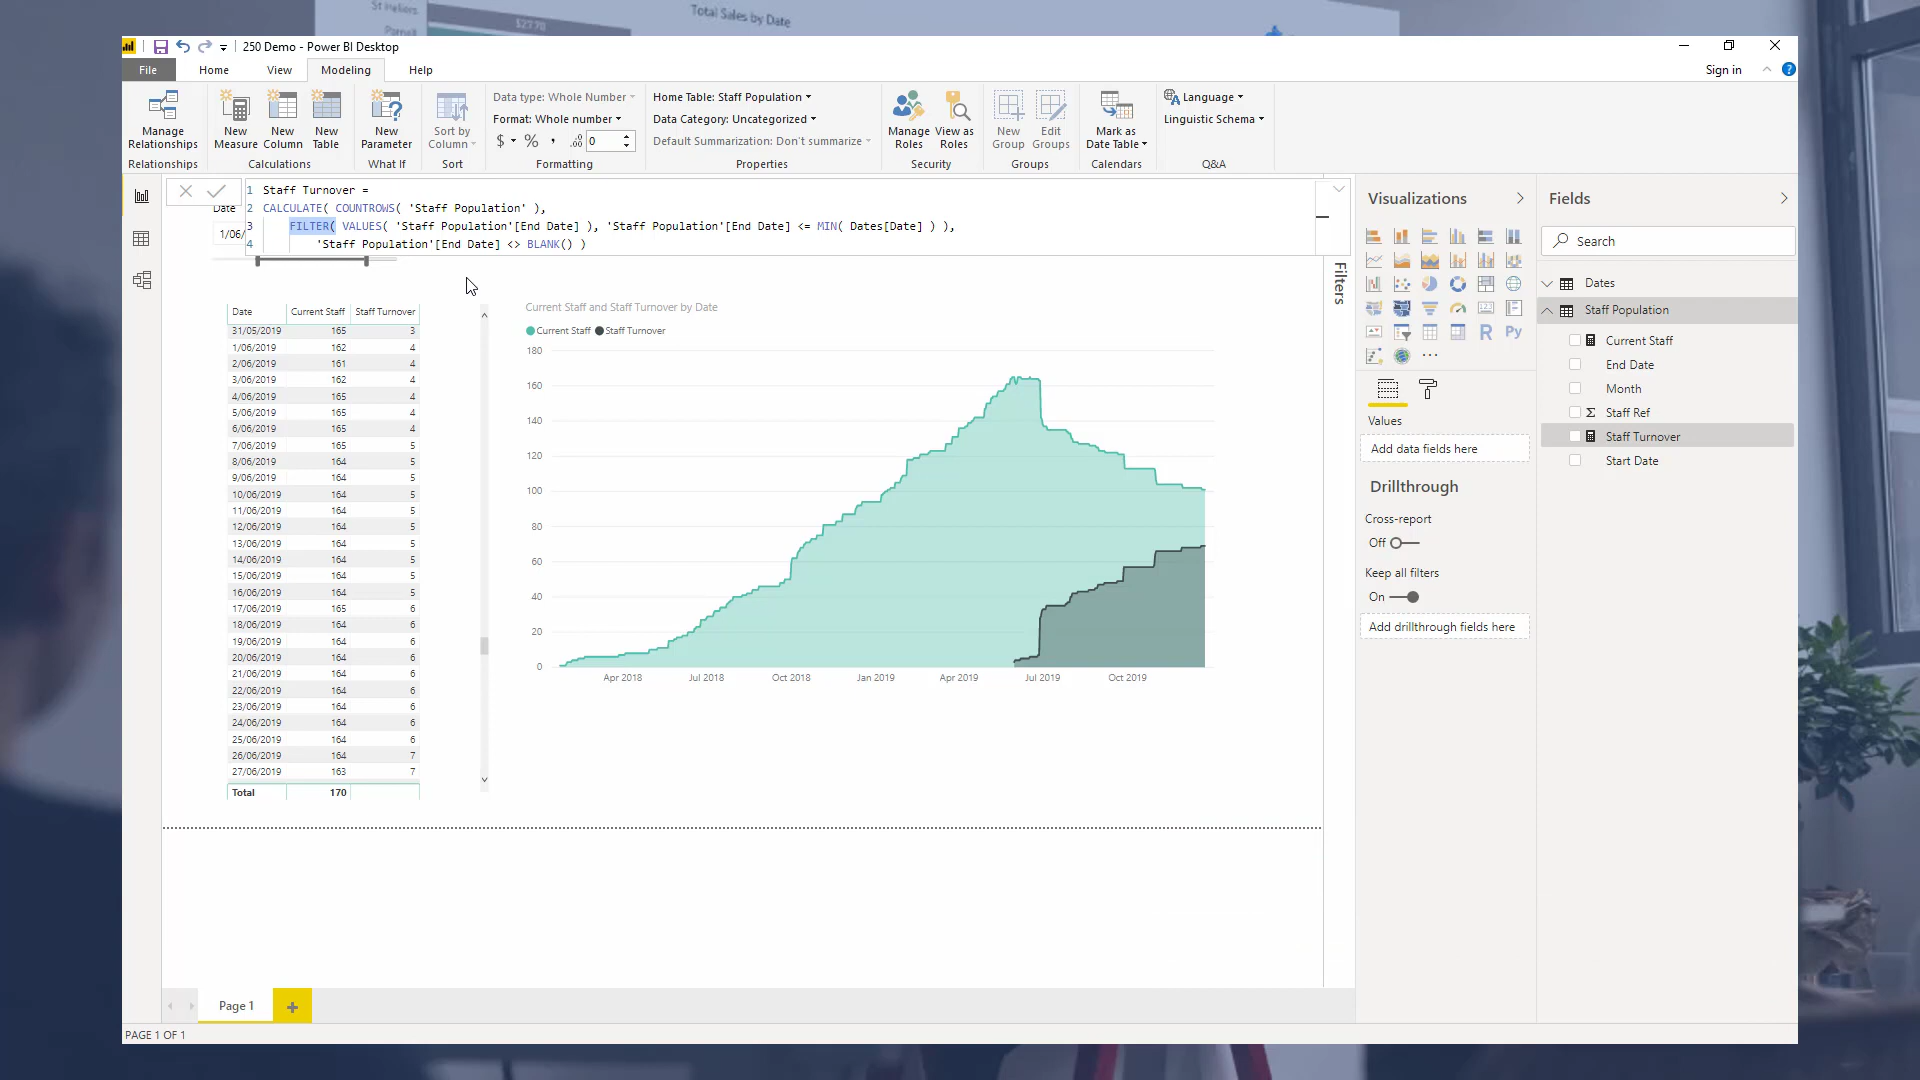 St Heliers
$27.70
Total Sales by Date
250 Demo - Power BI Desktop
File
Home
View
Modeling
Help
Sign in
Manage Relationships
New Measure
New Column
New Table
New Parameter
Sort by Column
Data type: Whole Number
Format: Whole number
$ % , .00 0
Home Table: Staff Population
Data Category: Uncategorized
Default Summarization: Don't summarize
Manage Roles
View as Roles
New Group
Edit Groups
Mark as Date Table
Language
Linguistic Schema
Relationships
Calculations
What If
Sort
Formatting
Properties
Security
Groups
Calendars
Q&A
1 Staff Turnover =
2 CALCULATE( COUNTROWS( 'Staff Population' ),
3 FILTER( VALUES( 'Staff Population'[End Date] ), 'Staff Population'[End Date] <= MIN( Dates[Date] ) ),
4 'Staff Population'[End Date] <> BLANK() )
Date
1/06/
Date Current Staff Staff Turnover
31/05/2019 165 3
1/06/2019 162 4
2/06/2019 161 4
3/06/2019 162 4
4/06/2019 165 4
5/06/2019 165 4
6/06/2019 165 4
7/06/2019 165 5
8/06/2019 164 5
9/06/2019 164 5
10/06/2019 164 5
11/06/2019 164 5
12/06/2019 164 5
13/06/2019 164 5
14/06/2019 164 5
15/06/2019 164 5
16/06/2019 164 5
17/06/2019 165 6
18/06/2019 164 6
19/06/2019 164 6
20/06/2019 164 6
21/06/2019 164 6
22/06/2019 164 6
23/06/2019 164 6
24/06/2019 164 6
25/06/2019 164 6
26/06/2019 164 7
27/06/2019 163 7
Total 170
Current Staff and Staff Turnover by Date
Current Staff Staff Turnover
180
160
140
120
100
80
60
40
20
0
Apr 2018 Jul 2018 Oct 2018 Jan 2019 Apr 2019 Jul 2019 Oct 2019
Filters
Visualizations
R Py
Values
Add data fields here
Drillthrough
Cross-report
Off
Keep all filters
On
Add drillthrough fields here
Fields
Search
Dates
Staff Population
Current Staff
End Date
Month
Staff Ref
Staff Turnover
Start Date
Page 1
PAGE 1 OF 1